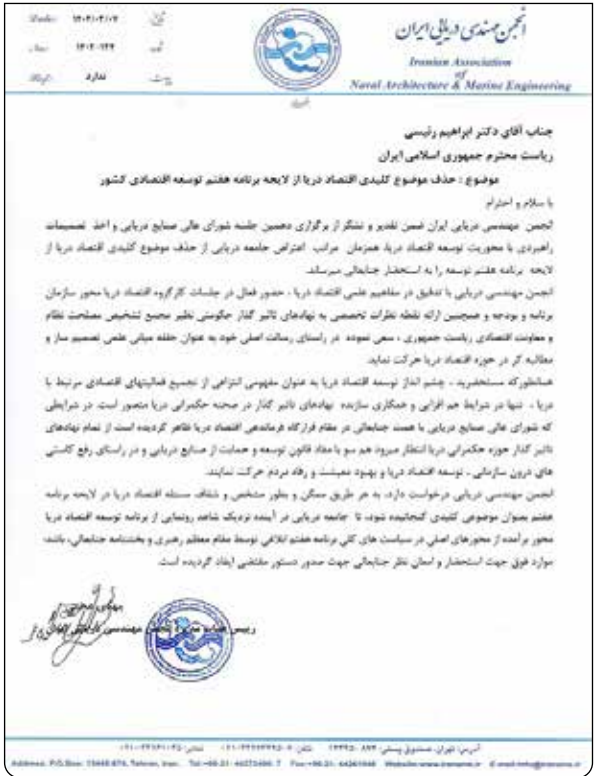 انجمن مهندسی دریایی ایران
Iranian Association
of
Naval Architecture & Marine Engineering
جناب آقای دکتر ابراهیم رئیسی
ریاست محترم جمهوری اسلامی ایران
موضوع : حذف موضوع کلیدی اقتصاد دریا از لایحه برنامه هفتم توسعه اقتصادی کشور
با سلام و احترام
انجمن مهندسی دریایی ایران ضمن تقدیر و تشکر از برگزاری دهمین جلسه شورای عالی صنایع دریایی و اخذ تصمیمات
راهبردی با محوریت توسعه اقتصاد دریا، همزمان مراتب اعتراض جامعه دریایی از حذف موضوع کلیدی اقتصاد دریا از
لایحه برنامه هفتم توسعه را به استحضار جنابعالی میرساند.
انجمن مهندسی دریایی با تدقیق در مفاهیم علمی اقتصاد دریا ، حضور فعال در جلسات کارگروه اقتصاد دریا محور سازمان
برنامه و بودجه و همچنین ارائه نقطه نظرات تخصصی به نهادهای تاثیر گذار حکومتی نظیر مجمع تشخیص مصلحت نظام
و معاونت اقتصادی ریاست جمهوری ، سعی نموده در راستای رسالت اصلی خود به عنوان حلقه میانی علمی تصمیم ساز و
مطالبه گر در حوزه اقتصاد دریا حرکت نماید.
همانطورکه مستحضرید ، چشم انداز توسعه اقتصاد دریا به عنوان مفهومی انتزاعی از تجمیع فعالیتهای اقتصادی مرتبط با
دریا ، تنها در شرایط هم افزایی و همکاری سازنده نهادهای تاثیر گذار در صحنه حکمرانی دریا متصور است. در شرایطی
که شورای عالی صنایع دریایی با همت جنابعالی در مقام قرارگاه فرماندهی اقتصاد دریا ظاهر گردیده است از تمام نهادهای
تاثیر گذار حوزه حکمرانی دریا انتظار میرود هم سو با مفاد قانون توسعه و حمایت از صنایع دریایی و در راستای رفع کاستی
های درون سازمانی ، توسعه اقتصاد دریا و بهبود معیشت و رفاه مردم حرکت نمایند.
انجمن مهندسی دریایی درخواست دارد، به هر طریق ممکن و بطور مشخص و شفاف مسئله اقتصاد دریا در لایحه برنامه
هفتم بعنوان موضوعی کلیدی گنجانیده شود، تا جامعه دریایی در آینده نزدیک شاهد رونمایی از برنامه توسعه اقتصاد دریا
محور برآمده از محورهای اصلی در سیاست های کلی برنامه هفتم ابلاغی توسط مقام معظم رهبری و بخشنامه جنابعالی، باشد.
موارد فوق جهت استحضار و امعان نظر جنابعالی جهت صدور دستور مقتضی ایفاد گردیده است.